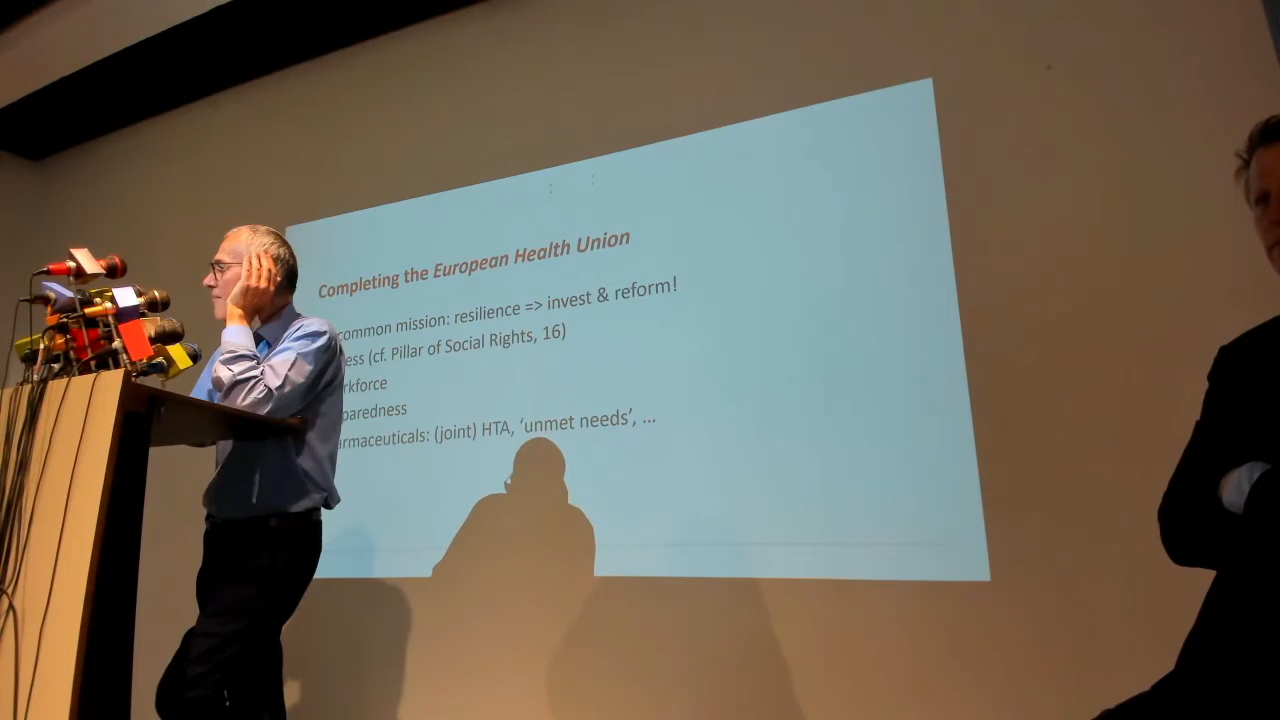 Completing the European Health Union
common mission: resilience => invest & reform!
ess (cf. Pillar of Social Rights, 16)
rkforce
paredness
armaceuticals: (joint) HTA, ‘unmet needs’, ...